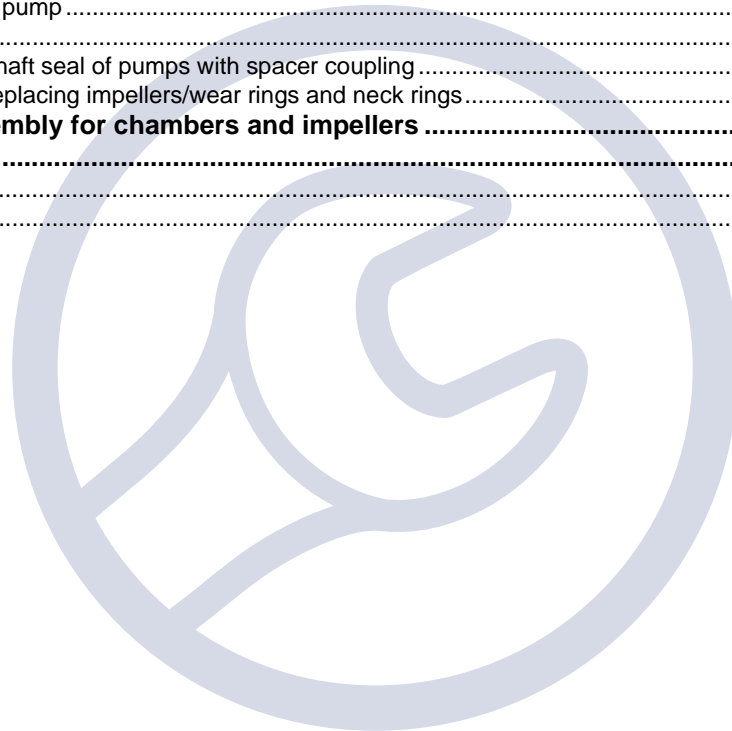 pump ..........................................................................................................................
..........................................................................................................................
haft seal of pumps with spacer coupling .....................................................
eplacing impellers/wear rings and neck rings.............................................
embly for chambers and impellers ..............................................
..........................................................................................................................
..........................................................................................................................
..........................................................................................................................